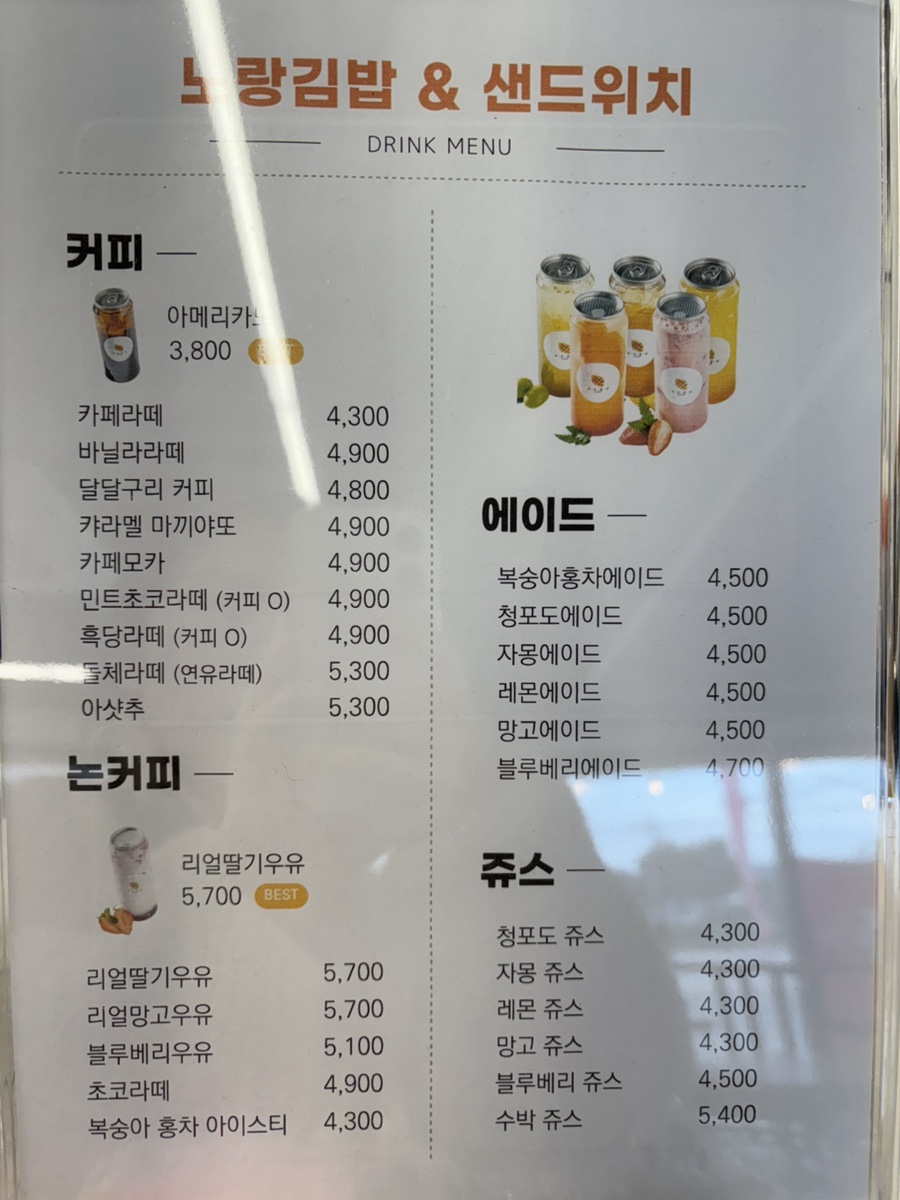 노랑김밥 & 샌드위치
DRINK MENU
커피
아메리카노
3,800 BEST
카페라떼 4,300
바닐라라떼 4,900
달달구리 커피 4,800
캬라멜 마끼야또 4,900
카페모카 4,900
민트초코라떼 (커피 O) 4,900
흑당라떼 (커피 O) 4,900
돌체라떼 (연유라떼) 5,300
아샷추 5,300
논커피
리얼딸기우유
5,700 BEST
리얼딸기우유 5,700
리얼망고우유 5,700
블루베리우유 5,100
초코라떼 4,900
복숭아 홍차 아이스티 4,300
에이드
복숭아홍차에이드 4,500
청포도에이드 4,500
자몽에이드 4,500
레몬에이드 4,500
망고에이드 4,500
블루베리에이드 4,700
쥬스
청포도 쥬스 4,300
자몽 쥬스 4,300
레몬 쥬스 4,300
망고 쥬스 4,300
블루베리 쥬스 4,500
수박 쥬스 5,400